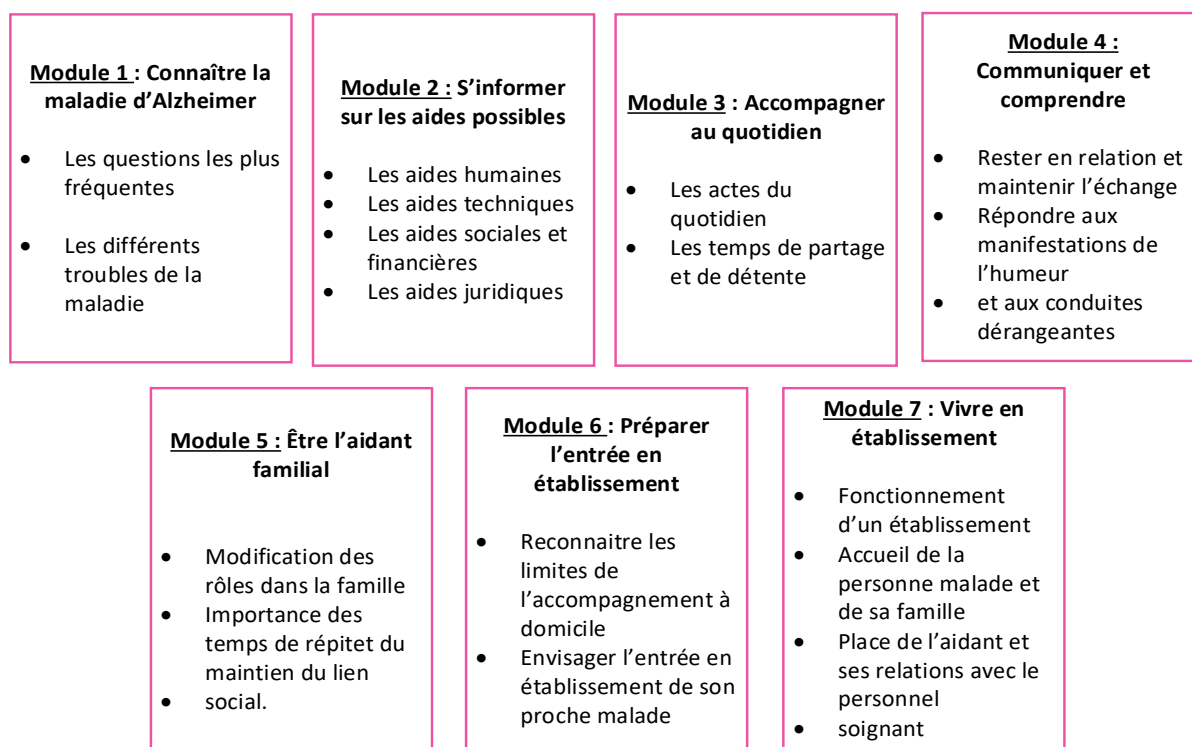 Module 1 : Connaître la
maladie d'Alzheimer
• Les questions les plus
fréquentes
• Les différents
troubles de la
maladie
Module 2 : S'informer
sur les aides possibles
• Les aides humaines
• Les aides techniques
• Les aides sociales et
financières
• Les aides juridiques
Module 3 : Accompagner
au quotidien
• Les actes du
quotidien
• Les temps de partage
et de détente
Module 4 :
Communiquer et
comprendre
• Rester en relation et
maintenir l'échange
• Répondre aux
manifestations de
l'humeur
• et aux conduites
dérangeantes
Module 5 : Être l'aidant
familial
• Modification des
rôles dans la famille
• Importance des
temps de répitet du
maintien du lien
• social.
Module 6 : Préparer
l'entrée en
établissement
• Reconnaitre les
limites de
l'accompagnement à
domicile
• Envisager l'entrée en
établissement de son
proche malade
Module 7 : Vivre en
établissement
• Fonctionnement
d'un établissement
• Accueil de la
personne malade et
de sa famille
• Place de l'aidant et
ses relations avec le
personnel
• soignant